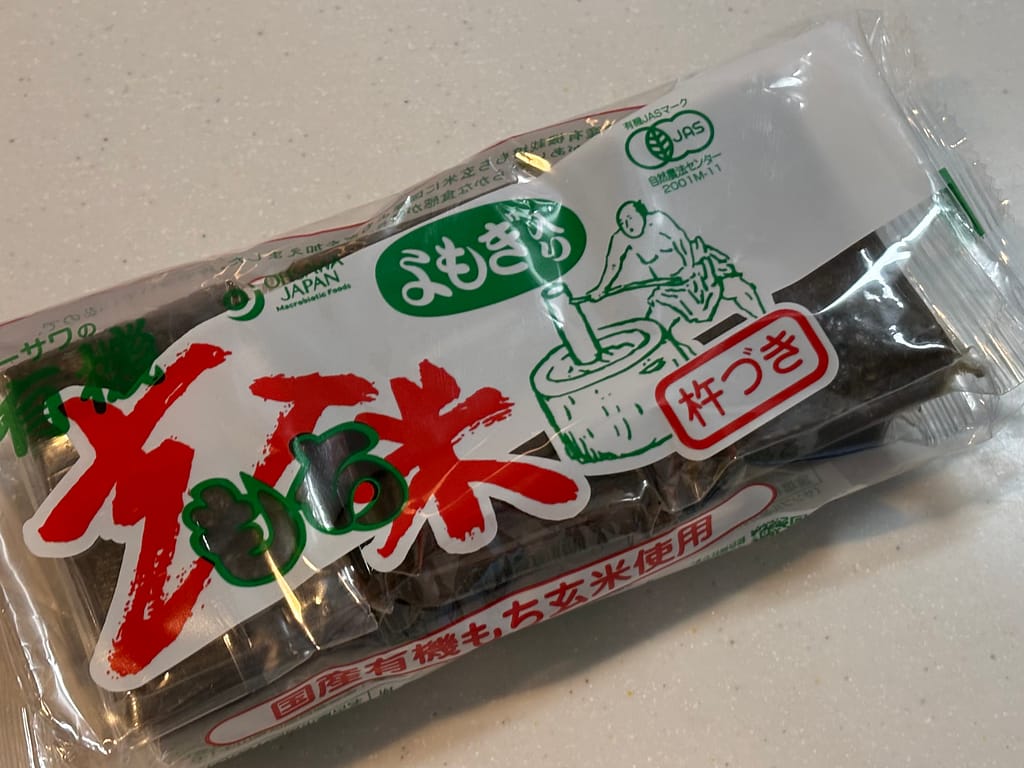 有機JASマーク
JAS
自然農法センター
2001M-11
よもぎ入り
JAPAN
Macrobiotic Foods
ーサワの
有機
玄米
もち
杵づき
国産有機もち玄米使用